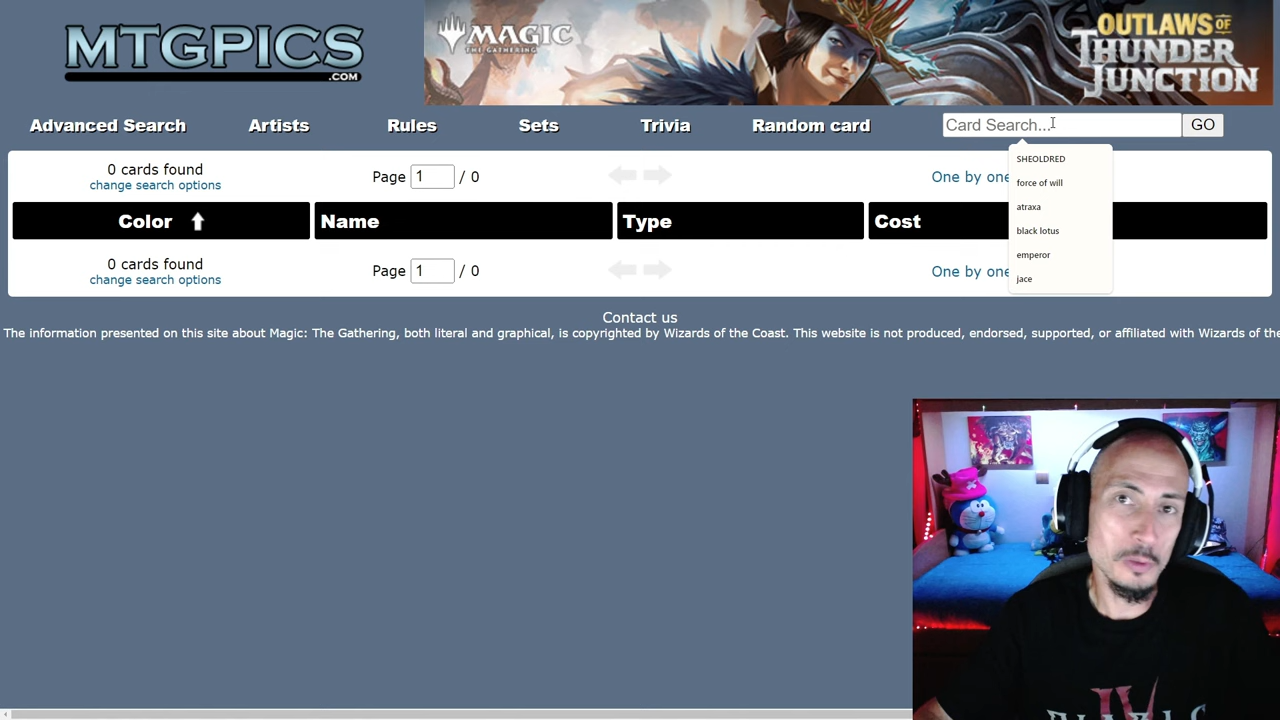 MTGPICS
.COM
MAGIC
THE GATHERING
OUTLAWS OF
THUNDER
JUNCTION
Advanced Search
Artists
Rules
Sets
Trivia
Random card
Card Search...
GO
0 cards found
change search options
Page 1 / 0
One by one
SHEOLDRED
force of will
atraxa
black lotus
emperor
jace
Color
Name
Type
Cost
0 cards found
change search options
Page 1 / 0
One by one
Contact us
The information presented on this site about Magic: The Gathering, both literal and graphical, is copyrighted by Wizards of the Coast. This website is not produced, endorsed, supported, or affiliated with Wizards of the
IV